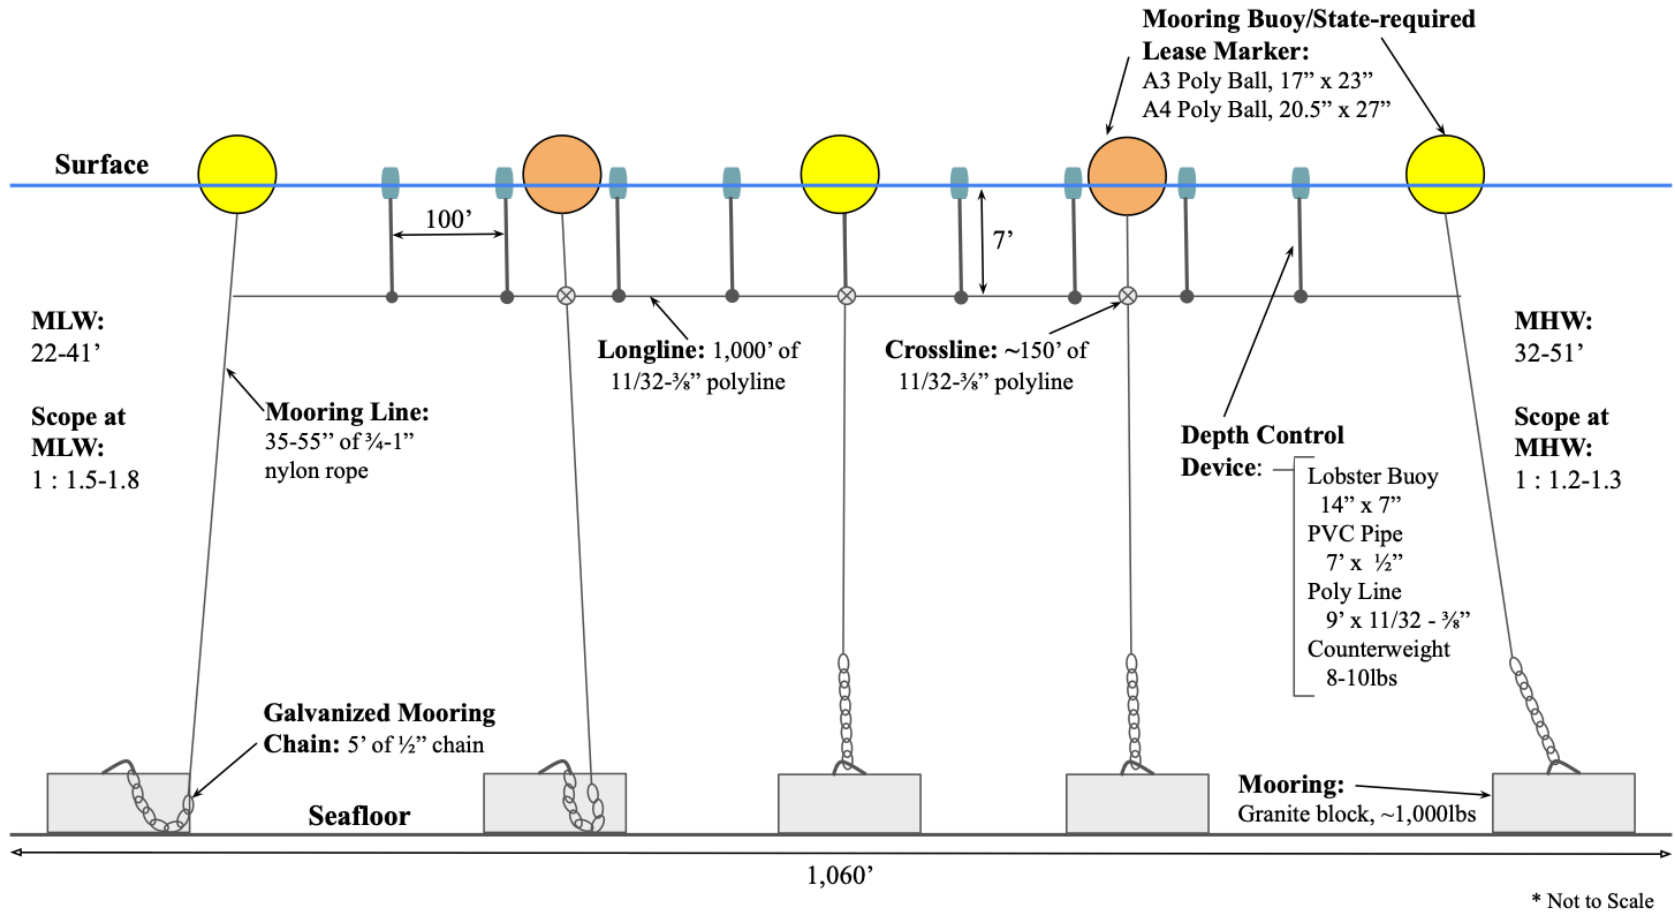 Mooring Buoy/State-required
Lease Marker:
A3 Poly Ball, 17” x 23”
A4 Poly Ball, 20.5” x 27”
Surface
100’
7’
MLW:
22-41’
Scope at
MLW:
1 : 1.5-1.8
Mooring Line:
35-55” of ¾-1”
nylon rope
Longline: 1,000’ of
11/32-⅜” polyline
Crossline: ~150’ of
11/32-⅜” polyline
MHW:
32-51’
Scope at
MHW:
1 : 1.2-1.3
Depth Control
Device:
Lobster Buoy
14” x 7”
PVC Pipe
7’ x ½”
Poly Line
9’ x 11/32 - ⅜”
Counterweight
8-10lbs
Galvanized Mooring
Chain: 5’ of ½” chain
Mooring:
Granite block, ~1,000lbs
Seafloor
1,060’
* Not to Scale